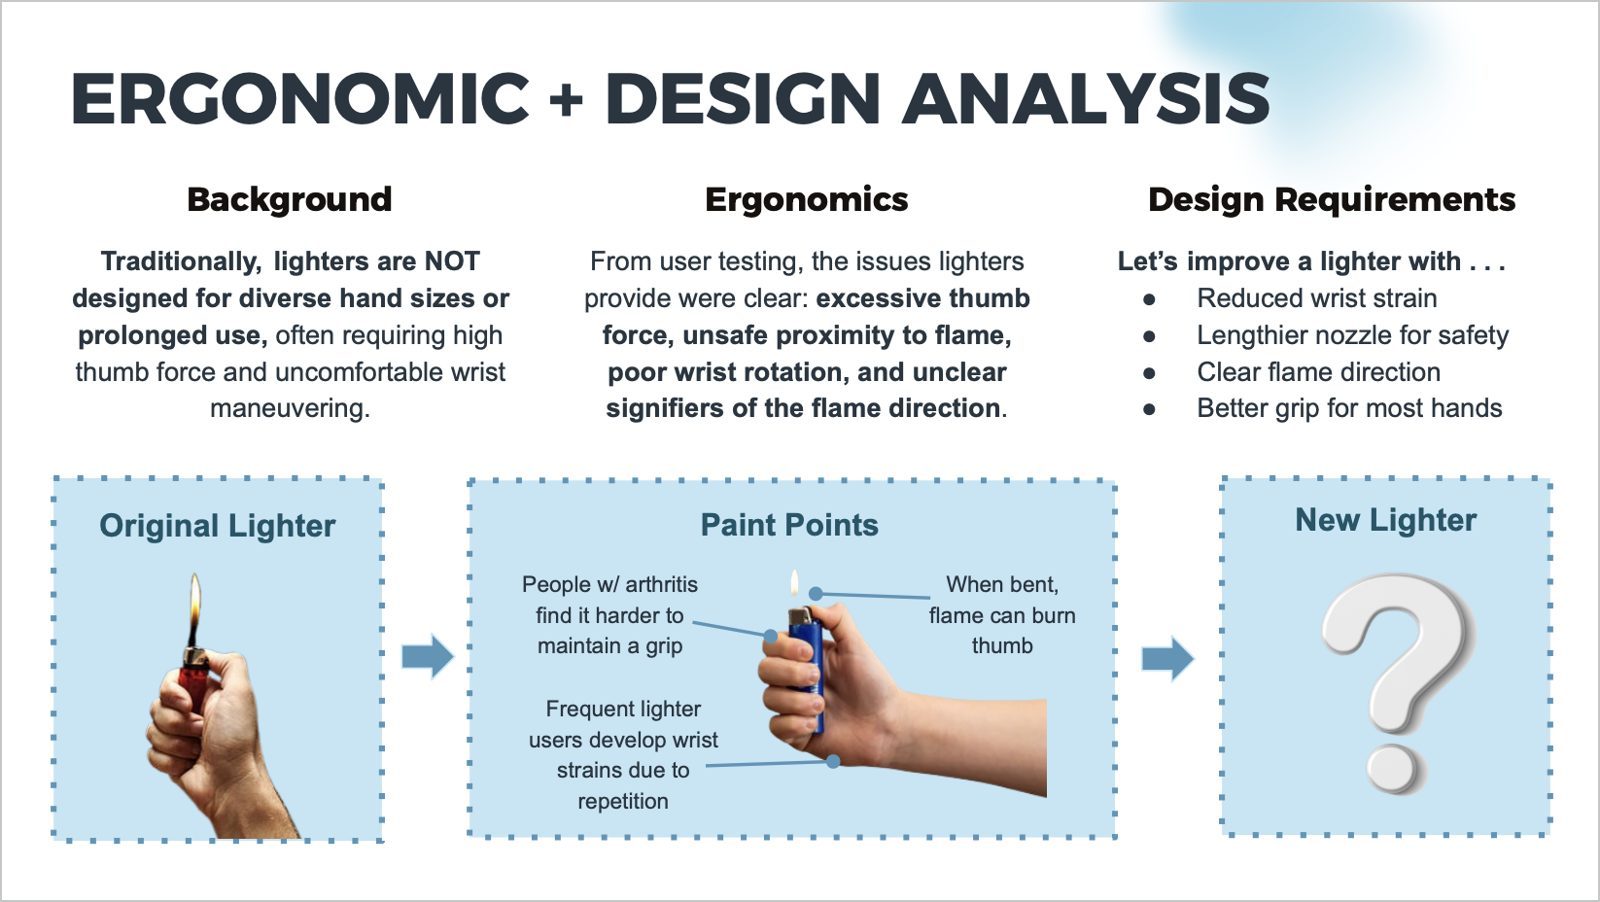 ERGONOMIC + DESIGN ANALYSIS
Background
Traditionally, lighters are NOT
designed for diverse hand sizes or
prolonged use, often requiring high
thumb force and uncomfortable wrist
maneuvering.
Ergonomics
From user testing, the issues lighters
provide were clear: excessive thumb
force, unsafe proximity to flame,
poor wrist rotation, and unclear
signifiers of the flame direction.
Design Requirements
Let’s improve a lighter with . . .
● Reduced wrist strain
● Lengthier nozzle for safety
● Clear flame direction
● Better grip for most hands
Original Lighter
Paint Points
People w/ arthritis
find it harder to
maintain a grip
When bent,
flame can burn
thumb
Frequent lighter
users develop wrist
strains due to
repetition
New Lighter
?